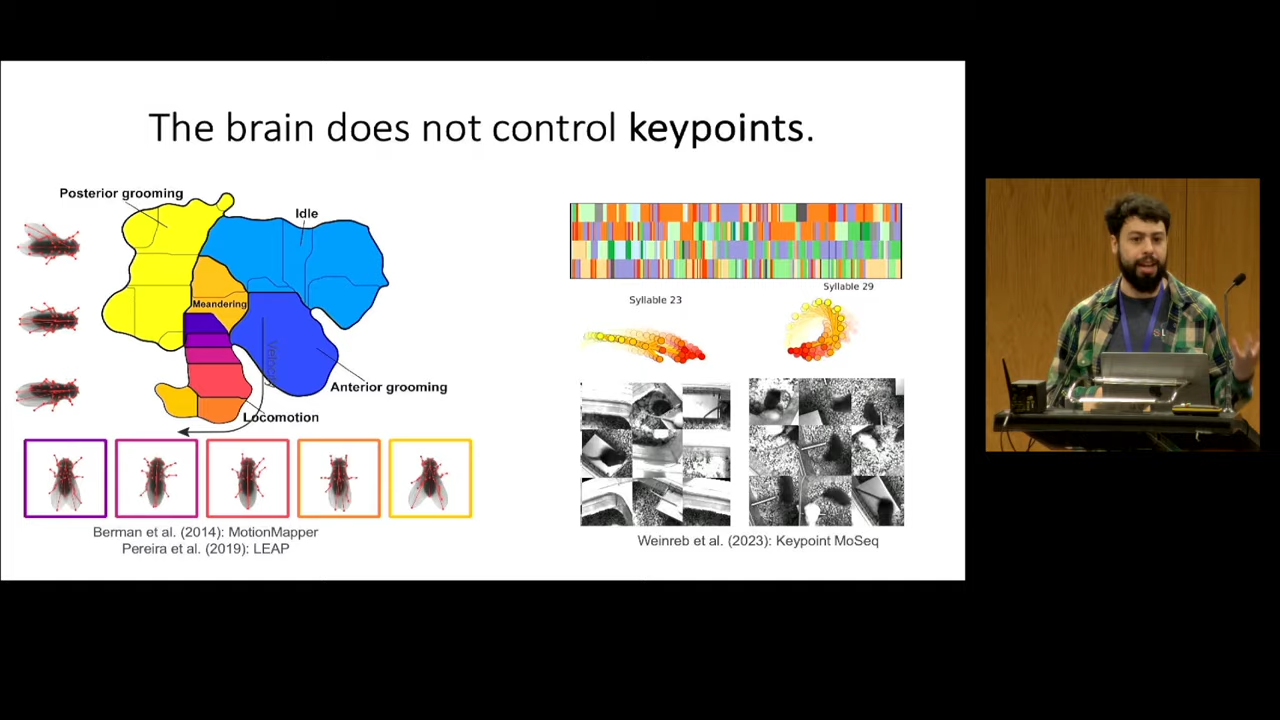 The brain does not control keypoints.
Posterior grooming
Idle
Meandering
Velocity
Anterior grooming
Locomotion
Berman et al. (2014): MotionMapper
Pereira et al. (2019): LEAP
Syllable 23
Syllable 29
Weinreb et al. (2023): Keypoint MoSeq